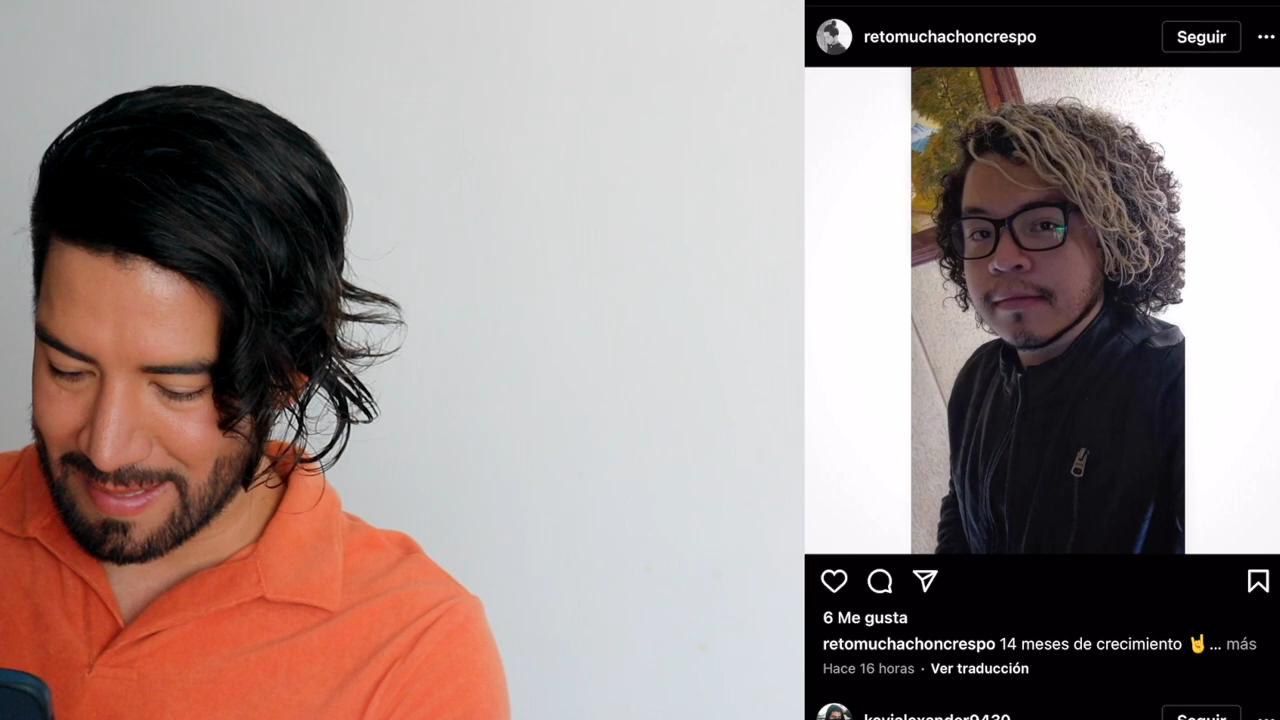 retomuchachoncrespo
Seguir
6 Me gusta
retomuchachoncrespo 14 meses de crecimiento 🤘... más
Hace 16 horas • Ver traducción
Seguir